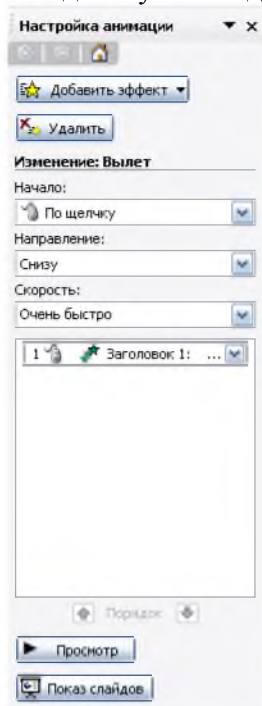 Настройка анимации
Добавить эффект
Удалить
Изменение: Вылет
Начало:
По щелчку
Направление:
Снизу
Скорость:
Очень быстро
1 Заголовок 1: ...
Порядок
Просмотр
Показ слайдов